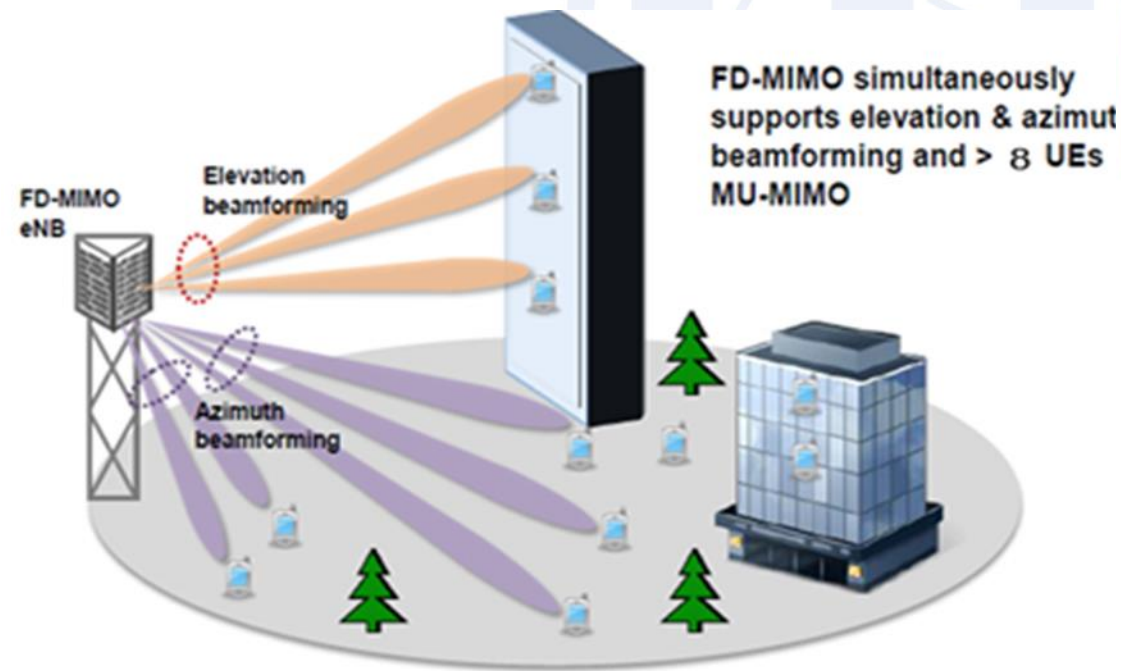 FD-MIMO simultaneously
supports elevation & azimut
beamforming and > 8 UEs
MU-MIMO
Elevation
beamforming
FD-MIMO
eNB
Azimuth
beamforming